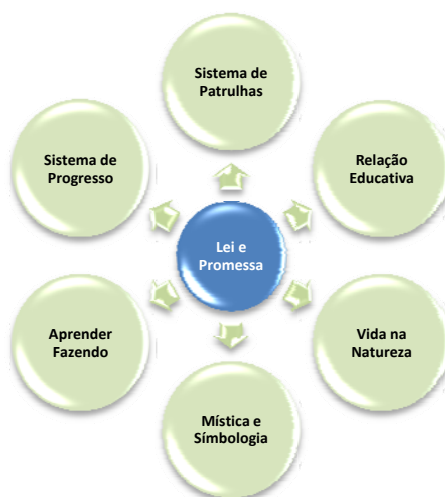 Sistema de
Patrulhas
Sistema de
Progresso
Relação
Educativa
Lei e
Promessa
Aprender
Fazendo
Vida na
Natureza
Mística e
Símbologia